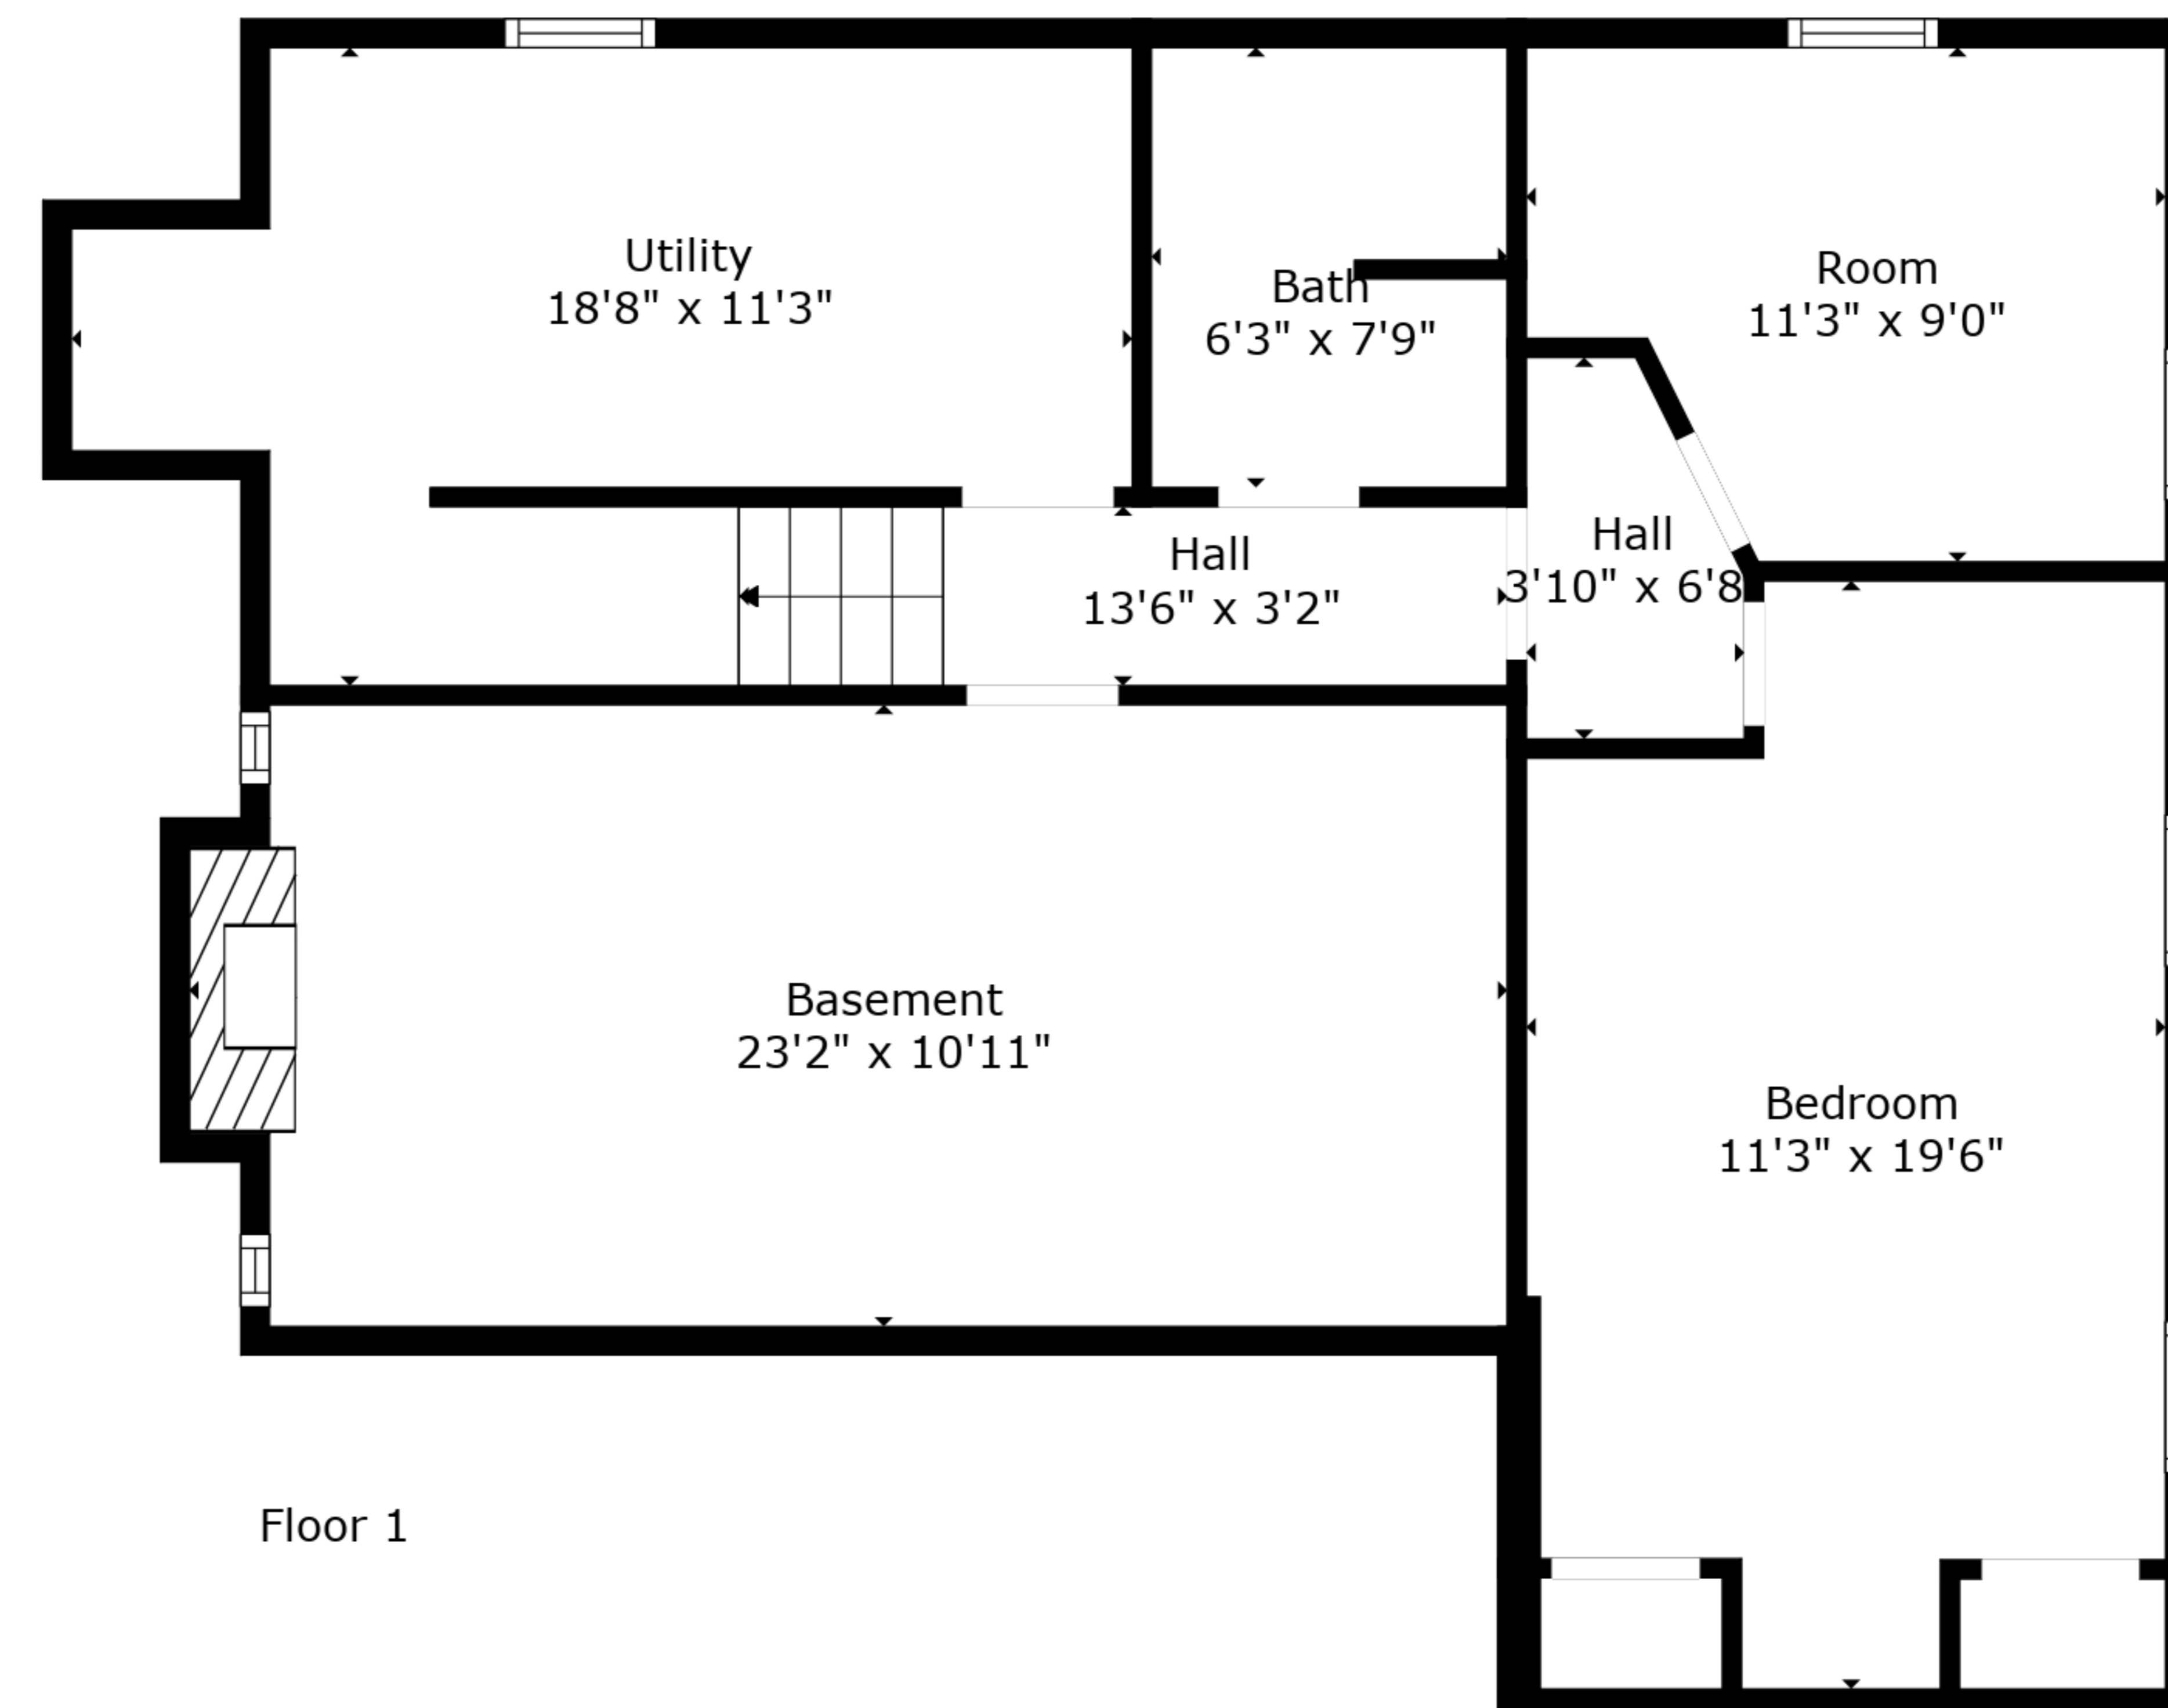 Utility
18'8" x 11'3"
Bath
6'3" x 7'9"
Room
11'3" x 9'0"
Hall
13'6" x 3'2"
Hall
3'10" x 6'8
Basement
23'2" x 10'11"
Bedroom
11'3" x 19'6"
Floor 1